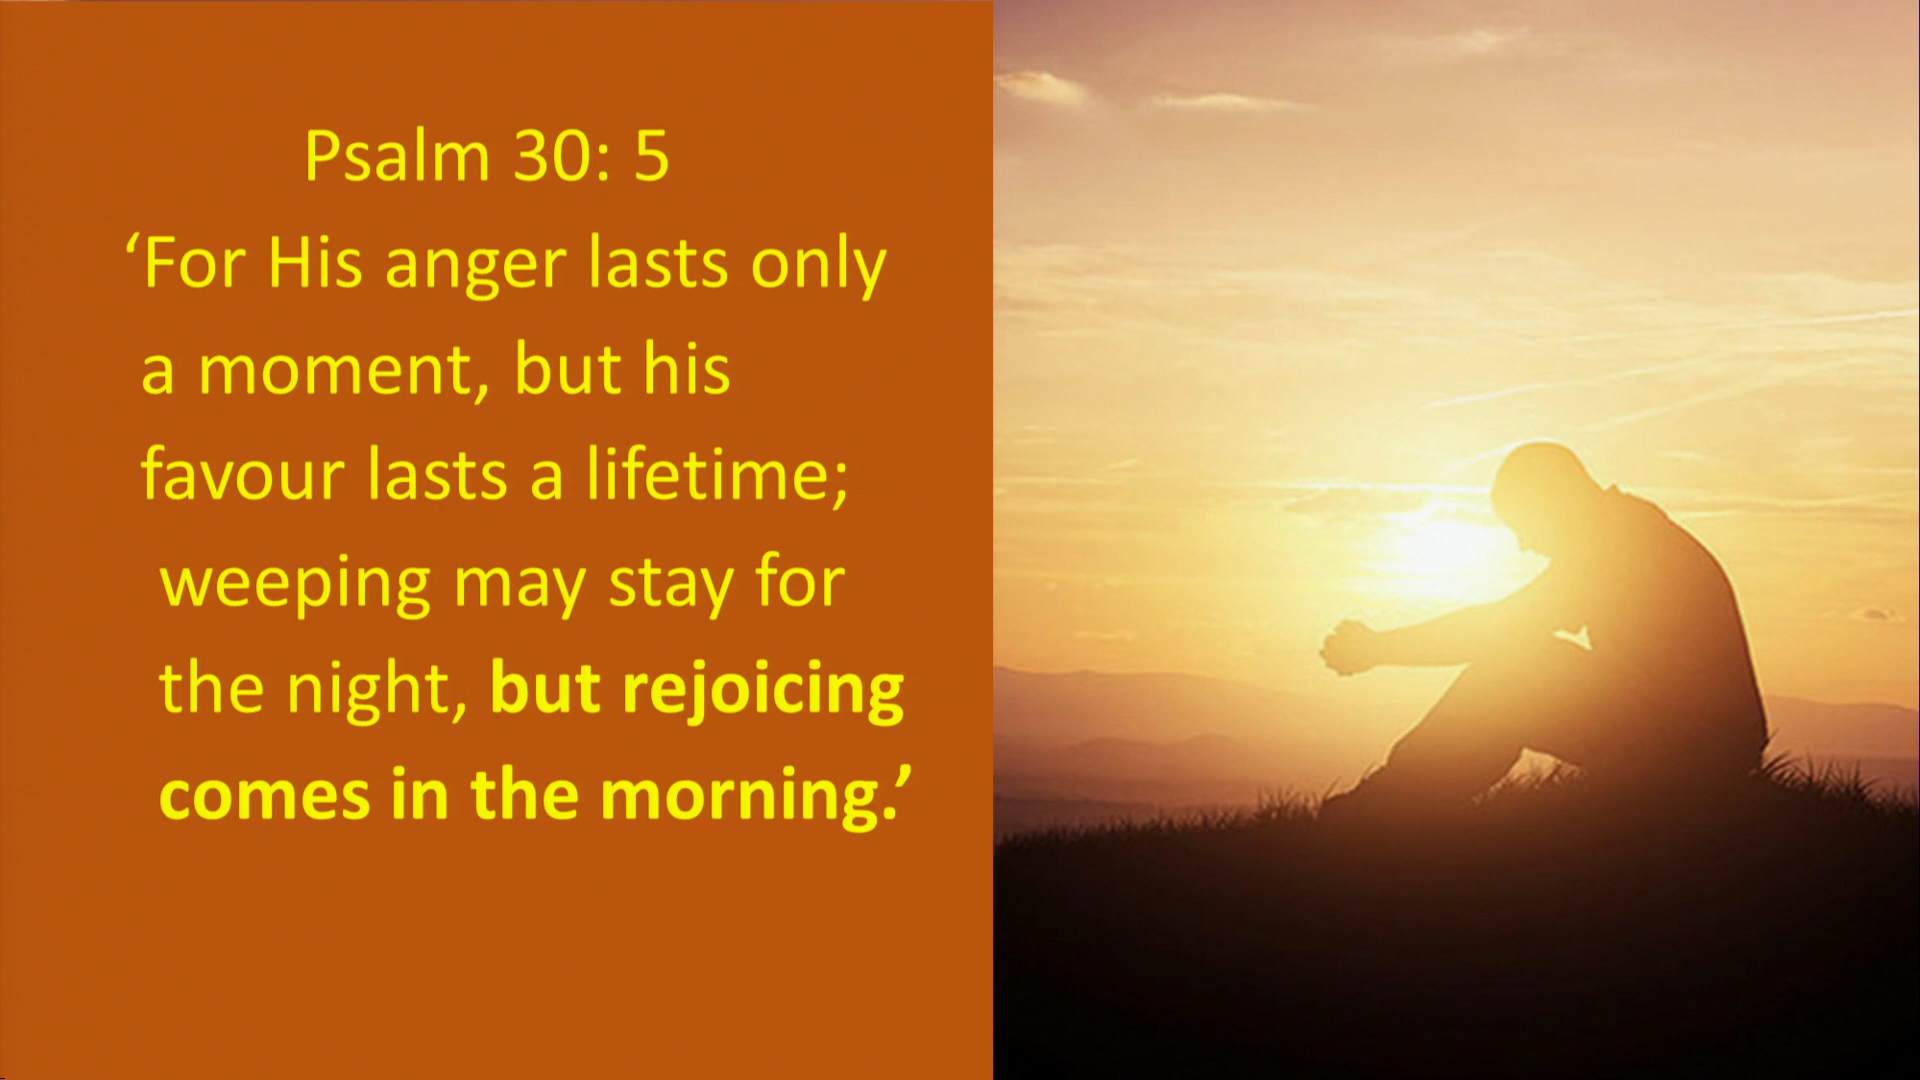 Psalm 30: 5
‘For His anger lasts only
a moment, but his
favour lasts a lifetime;
weeping may stay for
the night, but rejoicing
comes in the morning.’